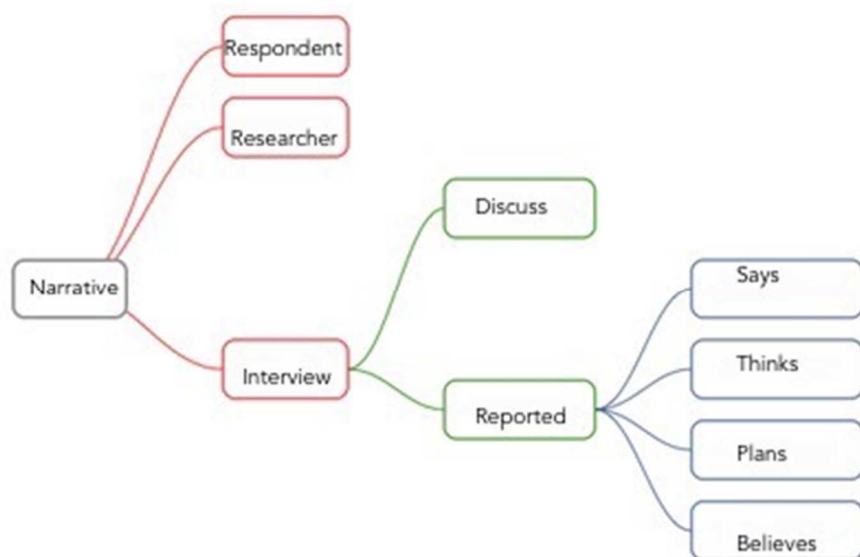 Respondent
Researcher
Discuss
Narrative
Says
Interview
Thinks
Reported
Plans
Believes